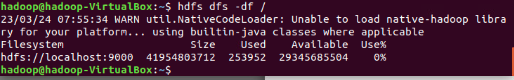 hadoop@hadoop-VirtualBox:~$ hdfs dfs -df /
23/03/24 07:55:34 WARN util.NativeCodeLoader: Unable to load native-hadoop libra
ry for your platform... using builtin-java classes where applicable
Filesystem Size Used Available Use%
hdfs://localhost:9000 41954803712 253952 29345685504 0%
hadoop@hadoop-VirtualBox:~$